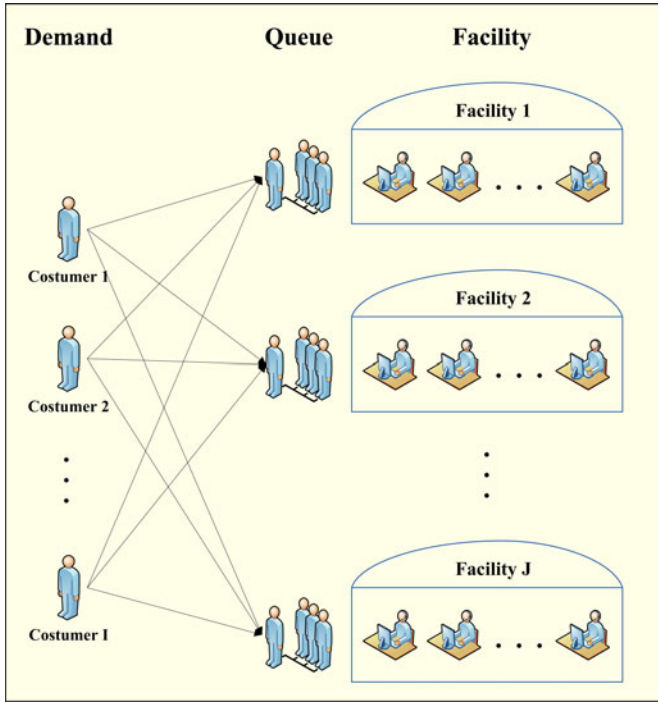 Demand
Queue
Facility
Facility 1
Costumer 1
Facility 2
Costumer 2
Facility J
Costumer I